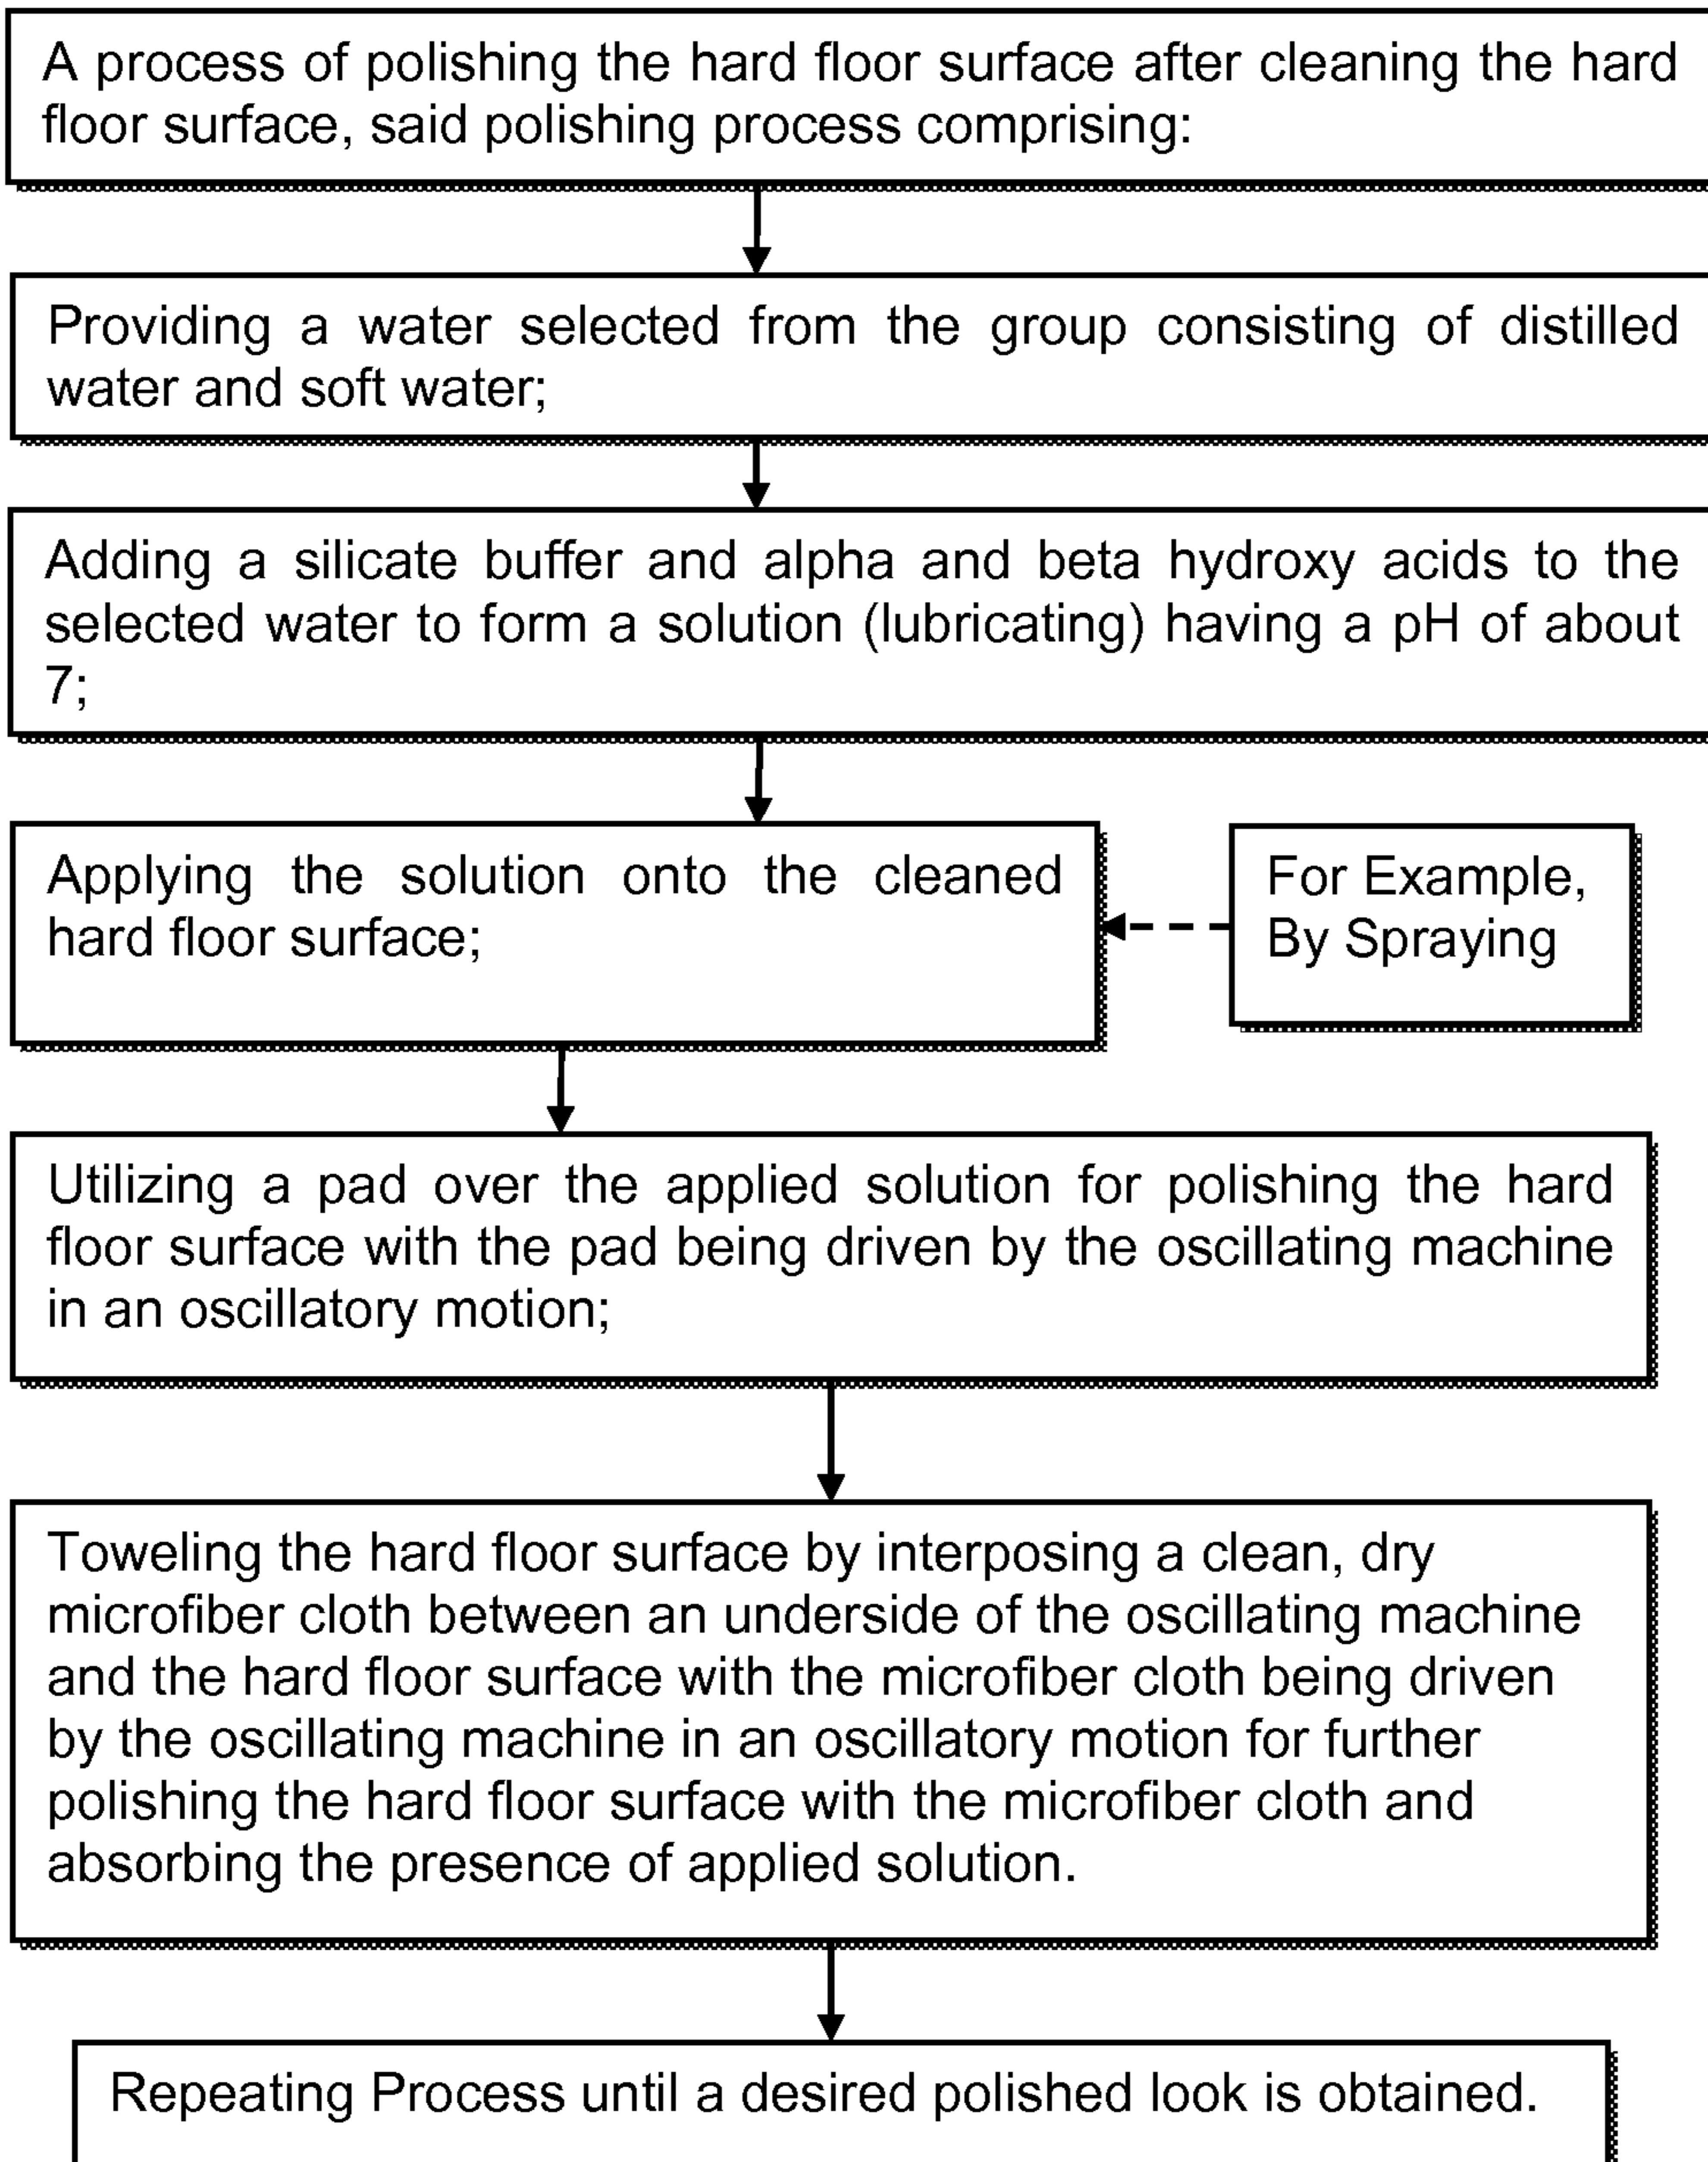 A process of polishing the hard floor surface after cleaning the hard
floor surface, said polishing process comprising:
Providing a water selected from the group consisting of distilled
water and soft water;
Adding a silicate buffer and alpha and beta hydroxy acids to the
selected water to form a solution (lubricating) having a pH of about
7;
Applying the solution onto the cleaned
hard floor surface;
For Example,
By Spraying
Utilizing a pad over the applied solution for polishing the hard
floor surface with the pad being driven by the oscillating machine
in an oscillatory motion;
Toweling the hard floor surface by interposing a clean, dry
microfiber cloth between an underside of the oscillating machine
and the hard floor surface with the microfiber cloth being driven
by the oscillating machine in an oscillatory motion for further
polishing the hard floor surface with the microfiber cloth and
absorbing the presence of applied solution.
Repeating Process until a desired polished look is obtained.